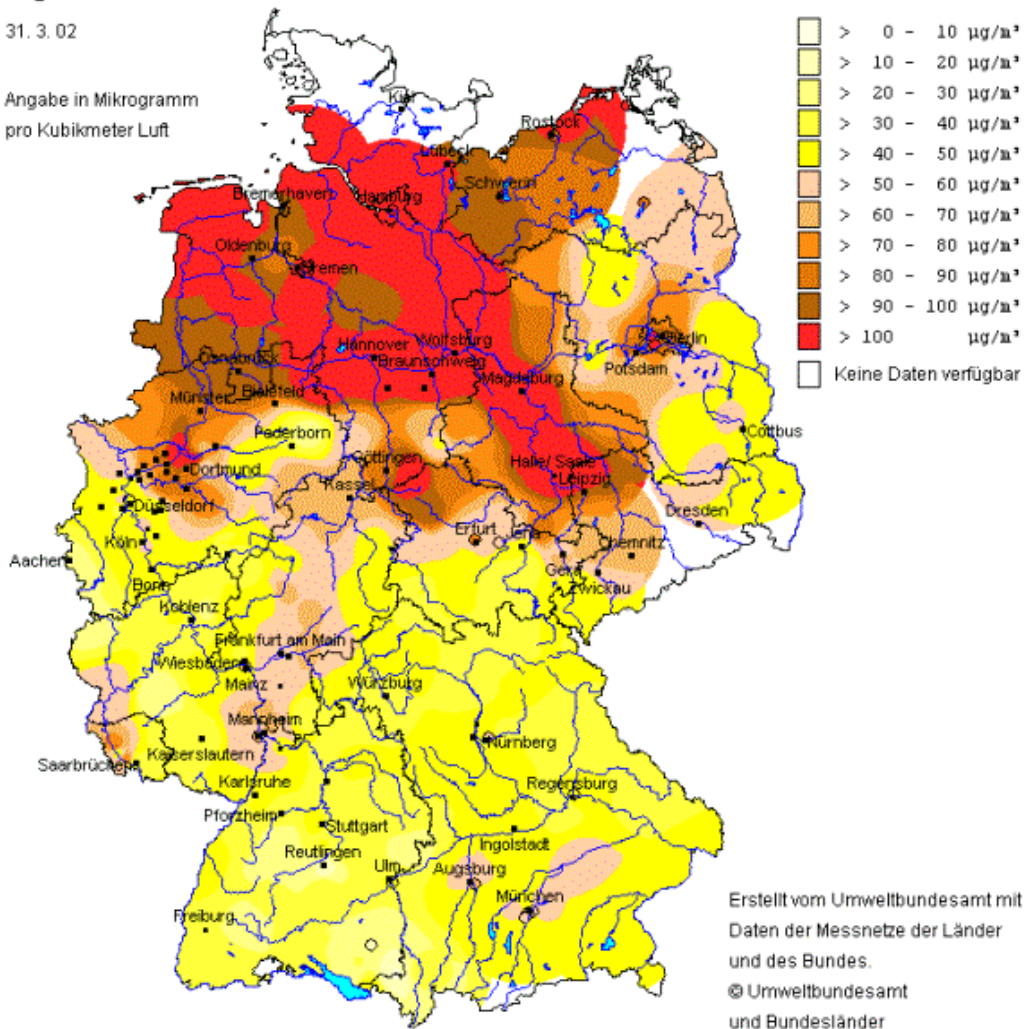 31. 3. 02
Angabe in Mikrogramm
pro Kubikmeter Luft
> 0 - 10 µg/m³
> 10 - 20 µg/m³
> 20 - 30 µg/m³
> 30 - 40 µg/m³
> 40 - 50 µg/m³
> 50 - 60 µg/m³
> 60 - 70 µg/m³
> 70 - 80 µg/m³
> 80 - 90 µg/m³
> 90 - 100 µg/m³
> 100 µg/m³
Keine Daten verfügbar
Kiel
Rostock
Lübeck
Schwerin
Bremerhaven
Hamburg
Oldenburg
Bremen
Berlin
Hannover
Wolfsburg
Osnabrück
Braunschweig
Potsdam
Magdeburg
Münster
Bielefeld
Paderborn
Cottbus
Dortmund
Göttingen
Halle/ Saale
Leipzig
Kassel
Düsseldorf
Dresden
Erfurt
Jena
Köln
Chemnitz
Aachen
Gera
Bonn
Zwickau
Koblenz
Frankfurt am Main
Wiesbaden
Mainz
Würzburg
Mannheim
Nürnberg
Kaiserslautern
Saarbrücken
Karlsruhe
Regensburg
Pforzheim
Stuttgart
Ingolstadt
Reutlingen
Ulm
Augsburg
München
Freiburg
Erstellt vom Umweltbundesamt mit
Daten der Messnetze der Länder
und des Bundes.
© Umweltbundesamt
und Bundesländer